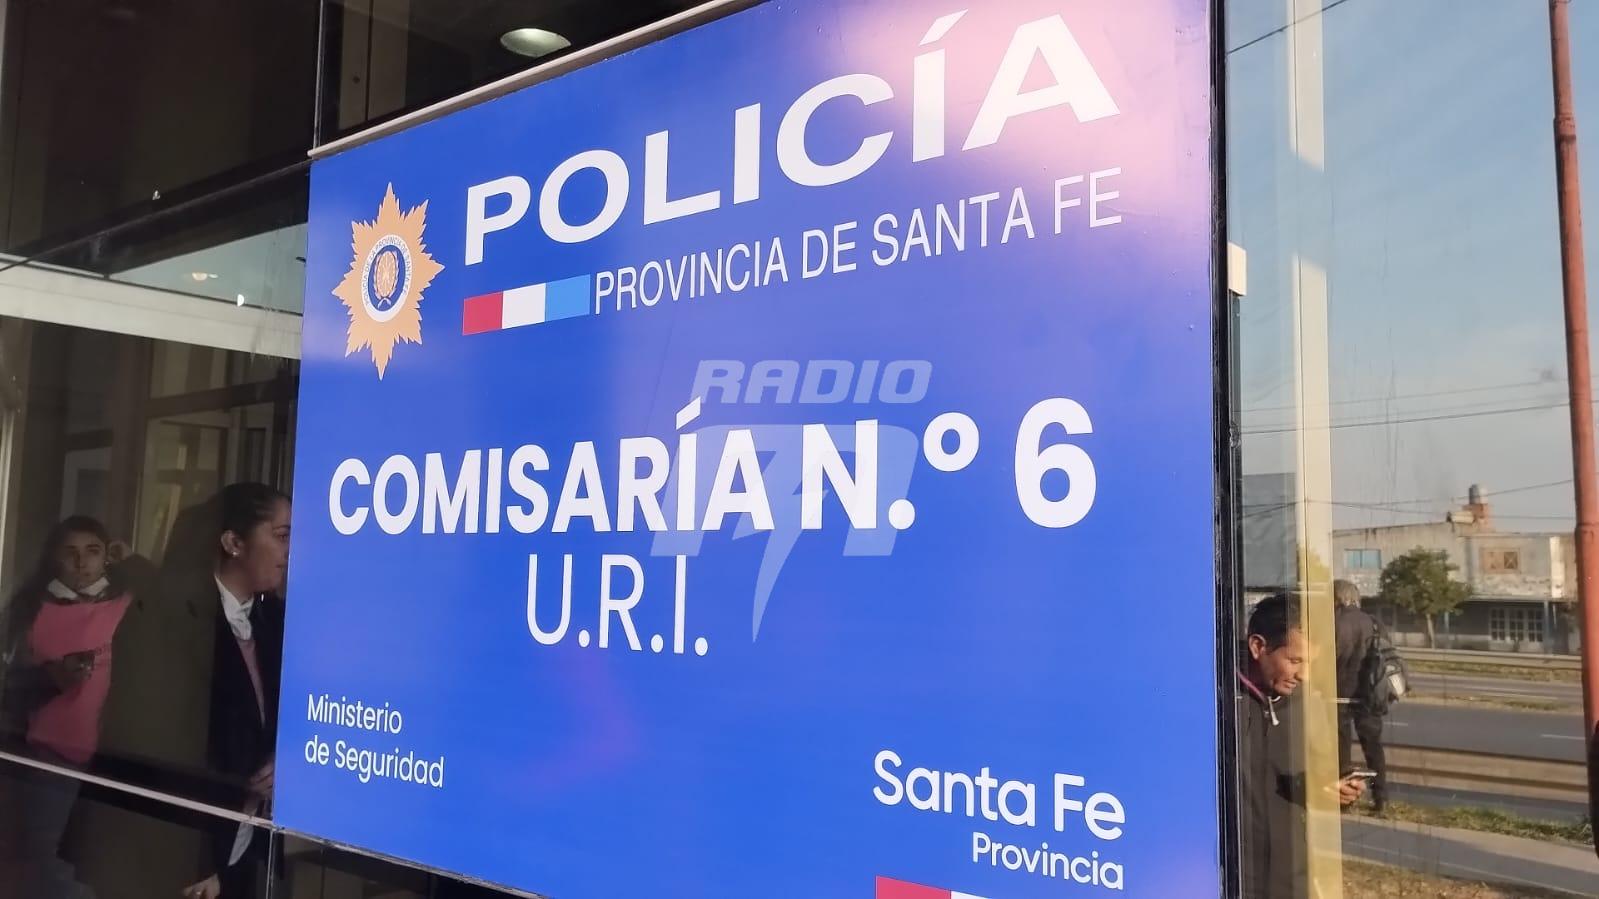 POLICÍA
PROVINCIA DE SANTA FE
RADIO
COMISARÍA N.º 6
U.R.I.
Ministerio
de Seguridad
Santa Fe
Provincia